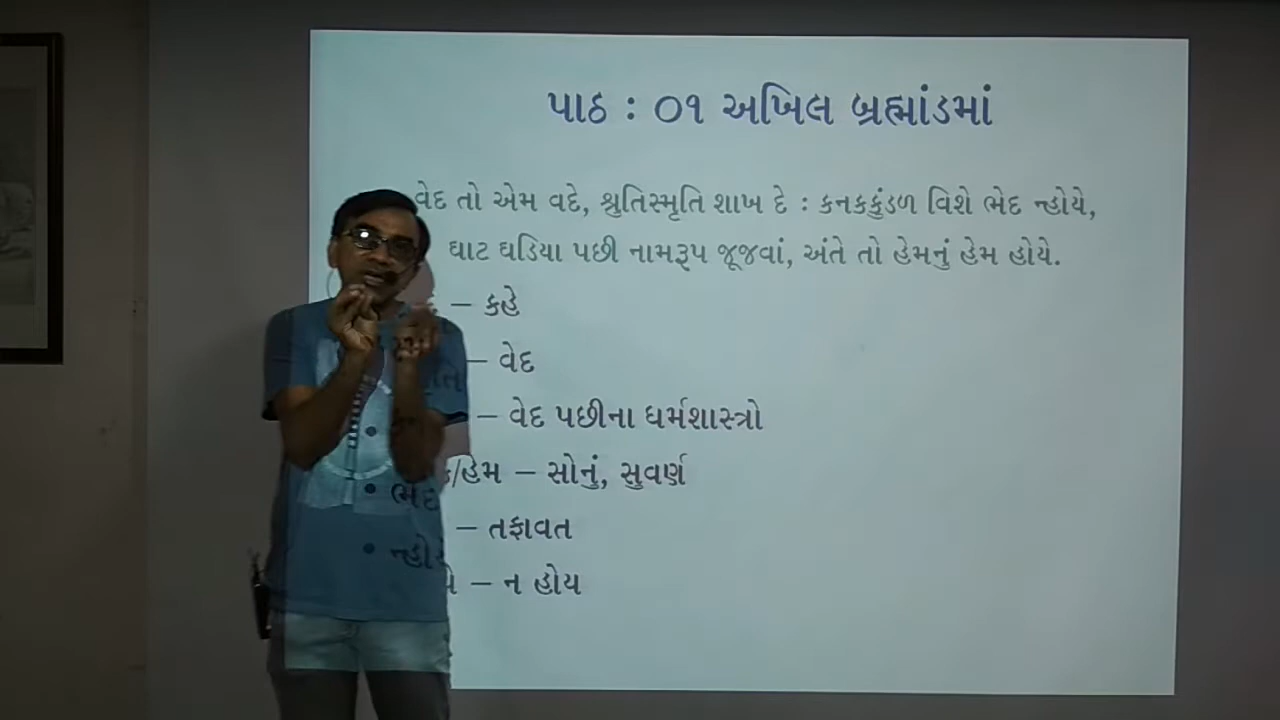 પાઠ : ૦૧ અખિલ બ્રહ્માંડમાં
વેદ તો એમ વદે, શ્રુતિસ્મૃતિ શાખ દે : કનકકુંડળ વિશે ભેદ ન્હોયે,
ઘાટ ઘડિયા પછી નામરૂપ જૂજવાં, અંતે તો હેમનું હેમ હોયે.
– કહે
– વેદ
– વેદ પછીના ધર્મશાસ્ત્રો
/હેમ – સોનું, સુવર્ણ
• ભેદ – તફાવત
• ન્હોયે – ન હોય